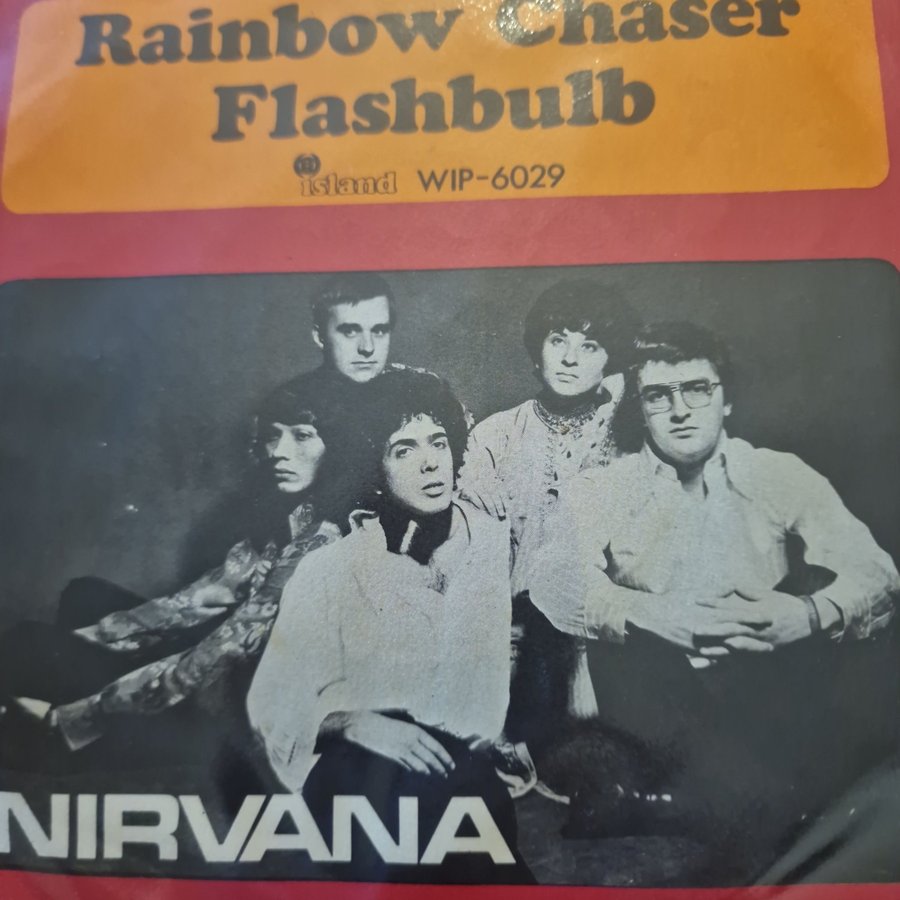 Rainbow Chaser
Flashbulb
island WIP-6029
NIRVANA